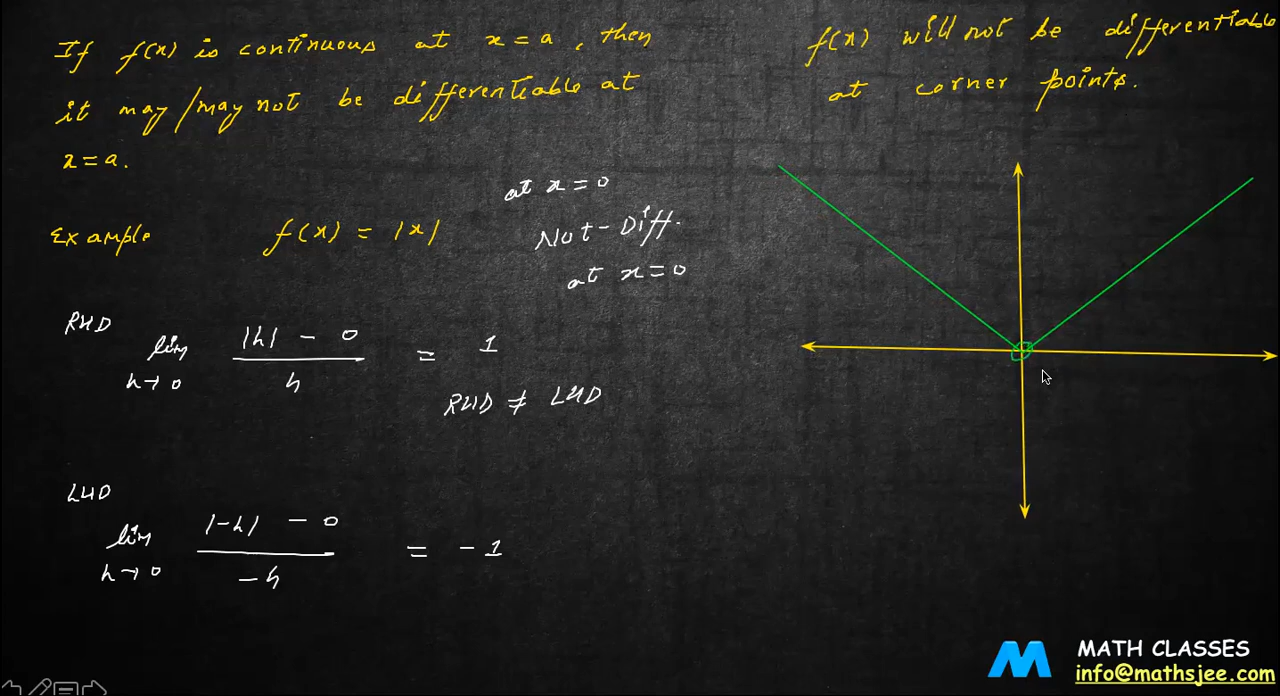 If f(x) is continuous at x = a, then
it may/may not be differentiable at
x = a.
Example f(x) = |x|
at x = 0
Not-Diff.
at x = 0
RHD
lim h→0 |h| - 0 / h = 1
RHD ≠ LHD
LHD
lim h→0 |-h| - 0 / -h = -1
f(x) will not be differentiable
at corner points.
MATH CLASSES
info@mathsjee.com